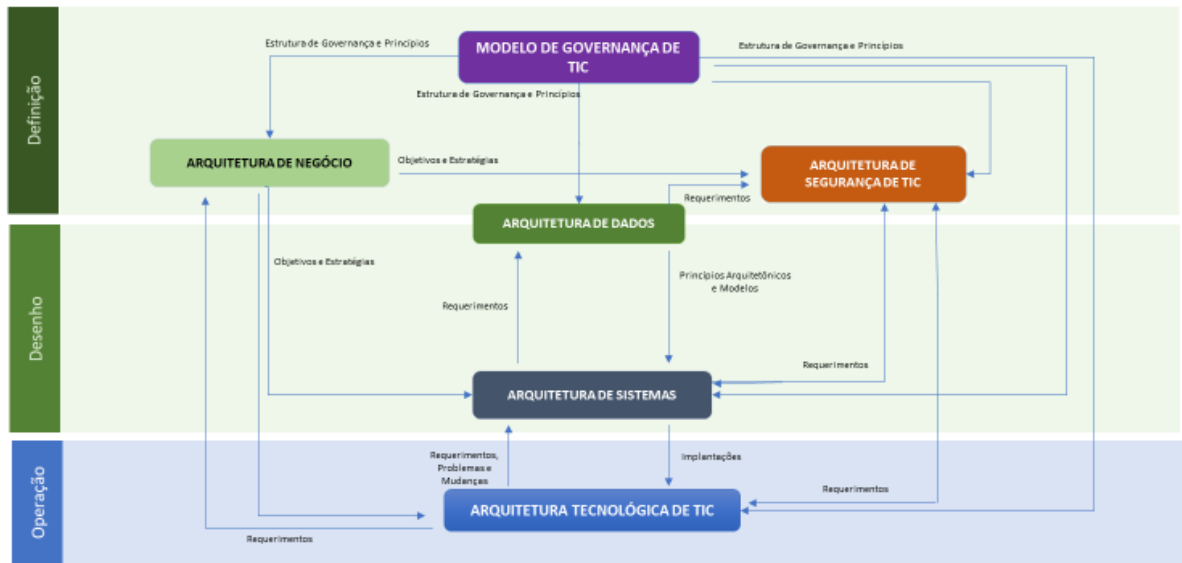 Definição
Estrutura de Governança e Princípios
MODELO DE GOVERNANÇA DE
TIC
Estrutura de Governança e Princípios
Estrutura de Governança e Princípios
ARQUITETURA DE NEGÓCIO
Objetivos e Estratégias
ARQUITETURA DE
SEGURANÇA DE TIC
Requerimentos
ARQUITETURA DE DADOS
Desenho
Objetivos e Estratégias
Princípios Arquitetônicos
e Modelos
Requerimentos
Requerimentos
ARQUITETURA DE SISTEMAS
Operação
Requerimentos,
Problemas e
Mudanças
Implantações
Requerimentos
ARQUITETURA TECNOLÓGICA DE TIC
Requerimentos